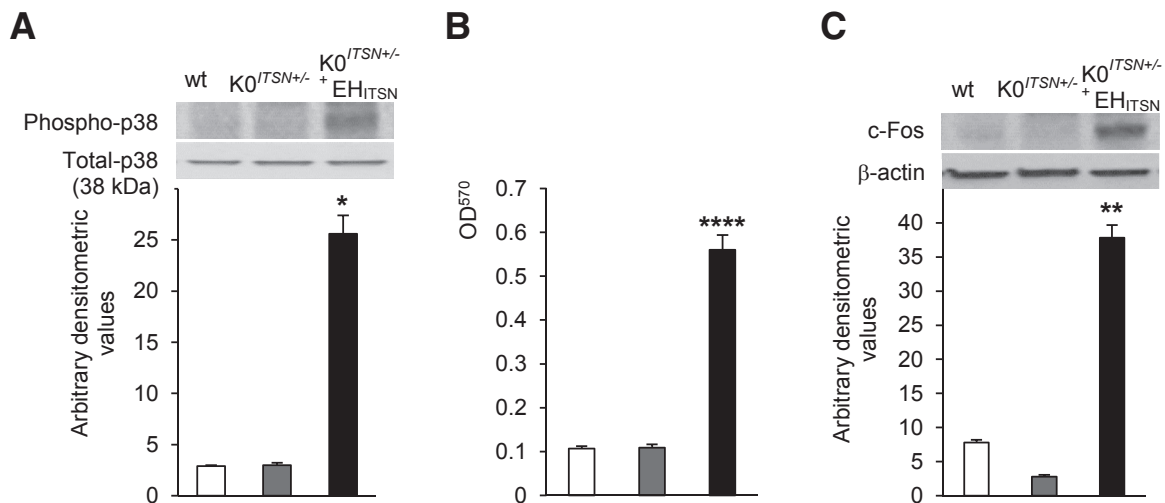 A
wt
K0ITSN+/-
K0ITSN+/-
+ EHITSN
Phospho-p38
Total-p38
(38 kDa)
Arbitrary densitometric
values
25
20
15
10
5
0
*
B
OD570
0.7
0.6
0.5
0.4
0.3
0.2
0.1
0
****
C
wt
K0ITSN+/-
K0ITSN+/-
+ EHITSN
c-Fos
β-actin
Arbitrary densitometric
values
40
35
30
25
20
15
10
5
0
**